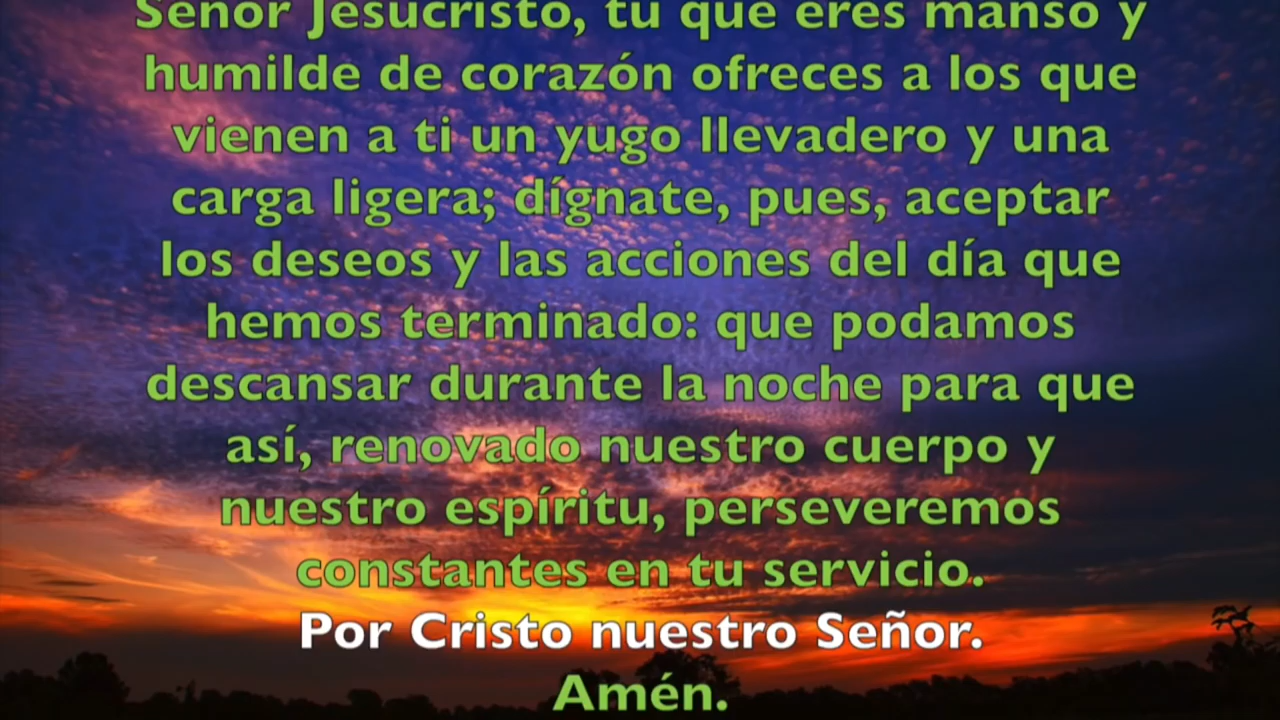 Señor Jesucristo, tú que eres manso y
humilde de corazón ofreces a los que
vienen a ti un yugo llevadero y una
carga ligera; dígnate, pues, aceptar
los deseos y las acciones del día que
hemos terminado: que podamos
descansar durante la noche para que
así, renovado nuestro cuerpo y
nuestro espíritu, perseveremos
constantes en tu servicio.
Por Cristo nuestro Señor.
Amén.